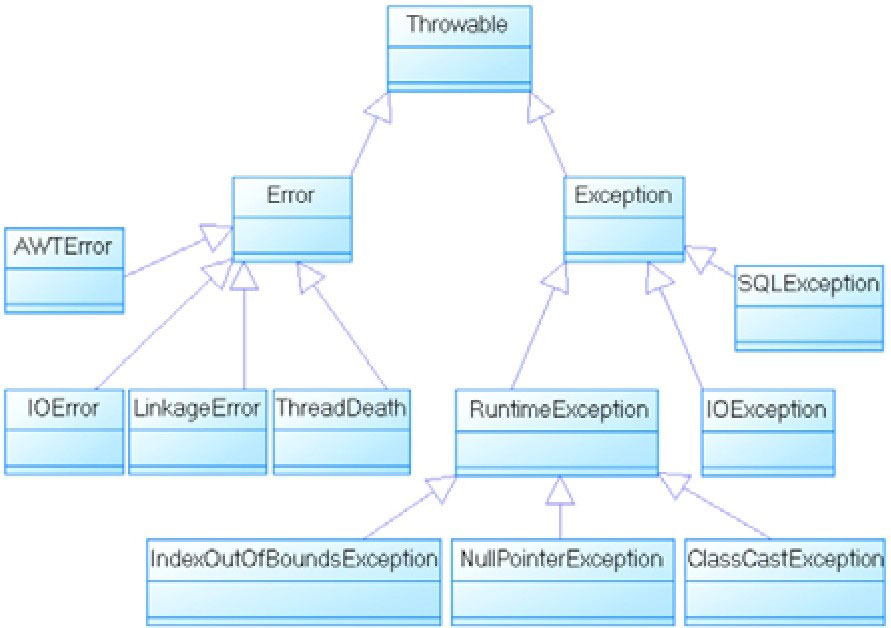 Throwable
Error
Exception
AWTError
SQLException
IOError
LinkageError
ThreadDeath
RuntimeException
IOException
IndexOutOfBoundsException
NullPointerException
ClassCastException